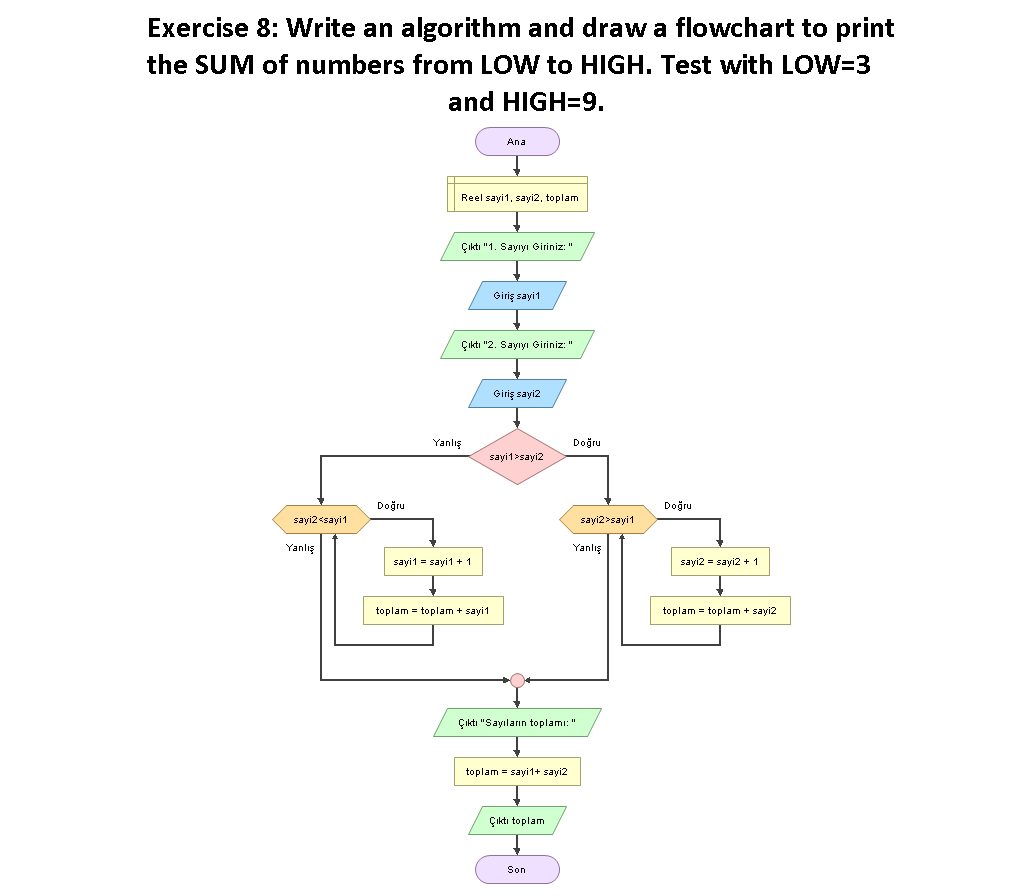 Exercise 8: Write an algorithm and draw a flowchart to print
the SUM of numbers from LOW to HIGH. Test with LOW=3
and HIGH=9.
Ana
Reel sayi1, sayi2, toplam
Çıktı "1. Sayıyı Giriniz: "
Giriş sayi1
Çıktı "2. Sayıyı Giriniz: "
Giriş sayi2
Yanlış
Doğru
sayi1>sayi2
sayi2<sayi1
Doğru
Yanlış
sayi1 = sayi1 + 1
toplam = toplam + sayi1
sayi2>sayi1
Doğru
Yanlış
sayi2 = sayi2 + 1
toplam = toplam + sayi2
Çıktı "Sayıların toplamı: "
toplam = sayi1+ sayi2
Çıktı toplam
Son